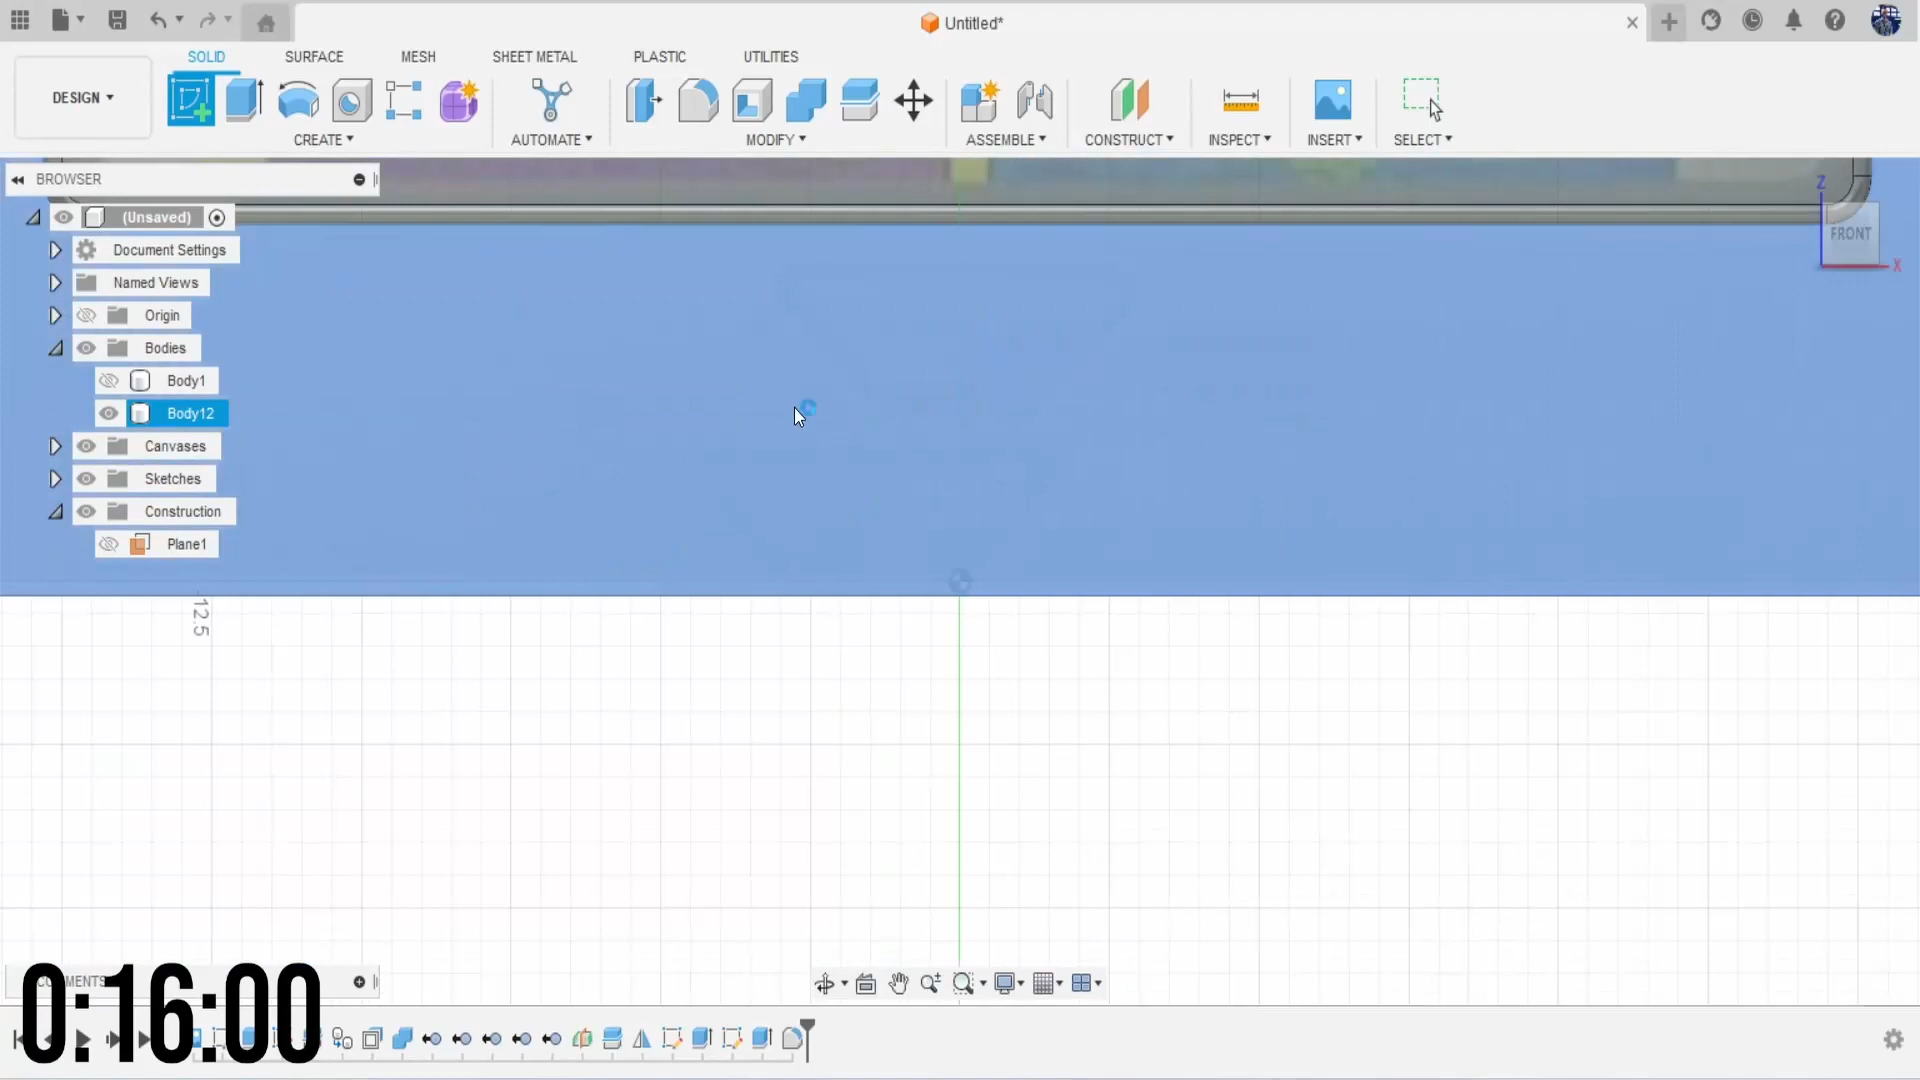 Untitled*
SOLID
SURFACE
MESH
SHEET METAL
PLASTIC
UTILITIES
DESIGN
CREATE
AUTOMATE
MODIFY
ASSEMBLE
CONSTRUCT
INSPECT
INSERT
SELECT
BROWSER
(Unsaved)
Document Settings
Named Views
Origin
Bodies
Body1
Body12
Canvases
Sketches
Construction
Plane1
Z
FRONT
X
12.5
0:16:00